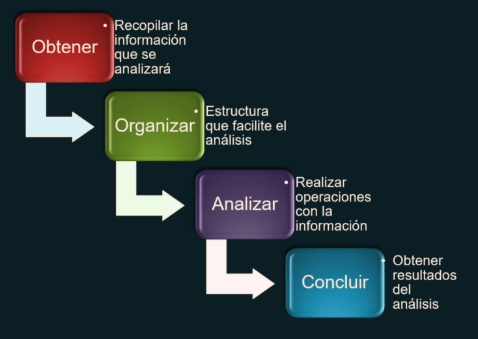 Obtener
• Recopilar la
información
que se
analizará
Organizar
• Estructura
que facilite el
análisis
Analizar
• Realizar
operaciones
con la
información
Concluir
• Obtener
resultados
del
análisis